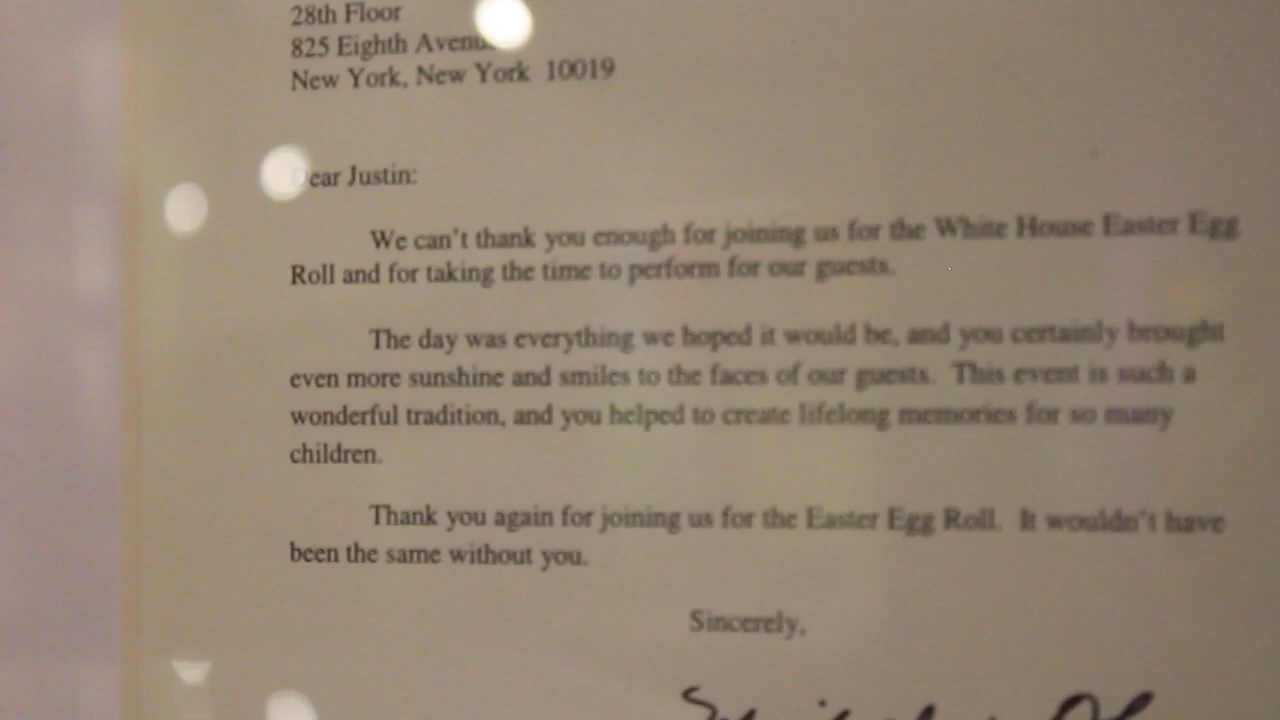 28th Floor
825 Eighth Avenue
New York, New York 10019
Dear Justin:
We can't thank you enough for joining us for the White House Easter Egg
Roll and for taking the time to perform for our guests.
The day was everything we hoped it would be, and you certainly brought
even more sunshine and smiles to the faces of our guests. This event is such a
wonderful tradition, and you helped to create lifelong memories for so many
children.
Thank you again for joining us for the Easter Egg Roll. It wouldn't have
been the same without you.
Sincerely,